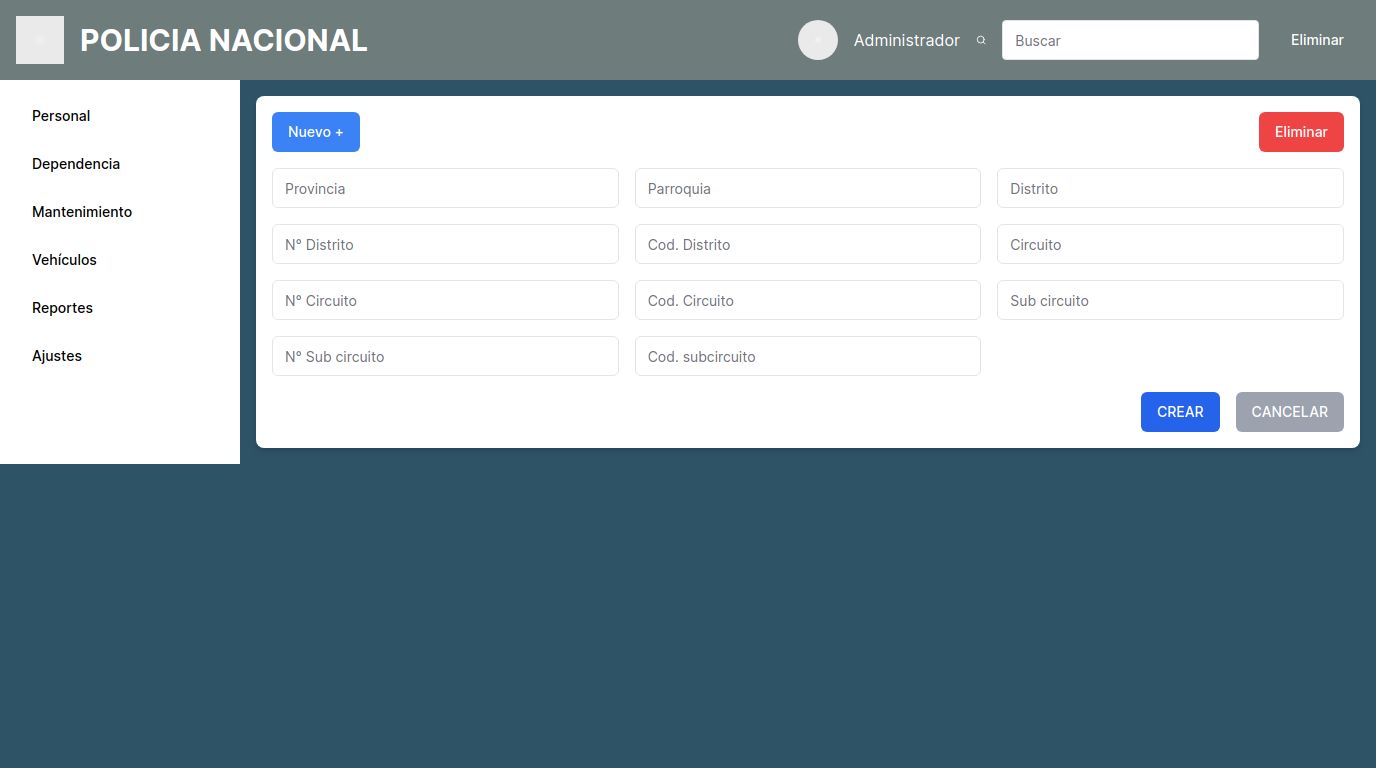 POLICIA NACIONAL
Administrador
Buscar
Eliminar
Personal
Dependencia
Mantenimiento
Vehículos
Reportes
Ajustes
Nuevo +
Eliminar
Provincia
Parroquia
Distrito
N° Distrito
Cod. Distrito
Circuito
N° Circuito
Cod. Circuito
Sub circuito
N° Sub circuito
Cod. subcircuito
CREAR
CANCELAR